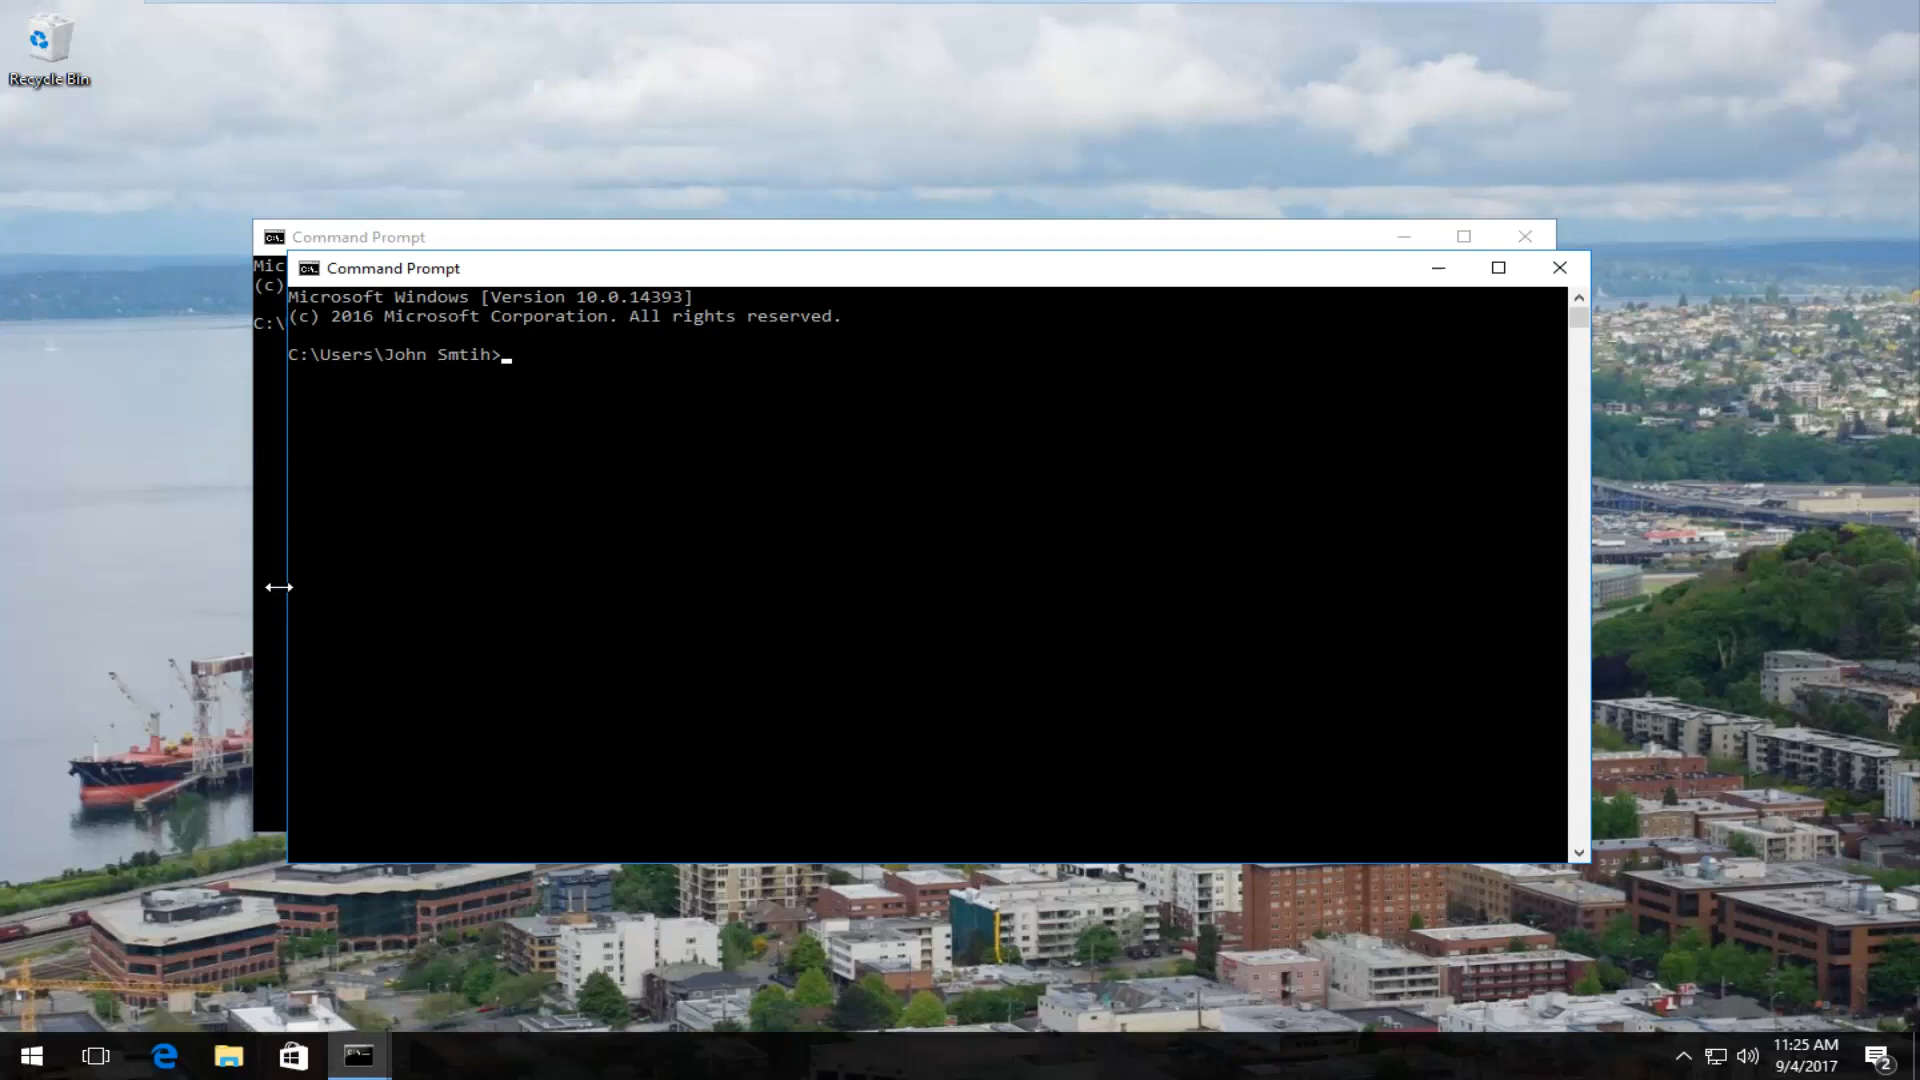 Recycle Bin
Command Prompt
Mic
(c)
C:\
Command Prompt
Microsoft Windows [Version 10.0.14393]
(c) 2016 Microsoft Corporation. All rights reserved.
C:\Users\John Smtih>
11:25 AM
9/4/2017
2